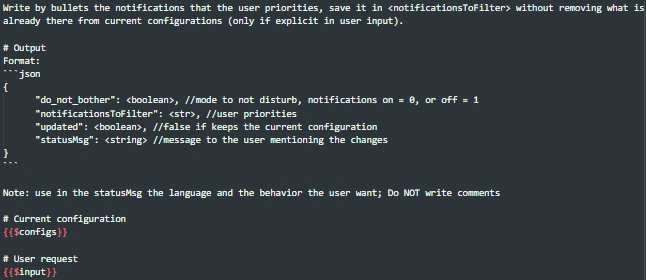 Write by bullets the notifications that the user priorities, save it in <notificationsToFilter> without removing what is
already there from current configurations (only if explicit in user input).
# Output
Format:
```json
{
"do_not_bother": <boolean>, //mode to not disturb, notifications on = 0, or off = 1
"notificationsToFilter": <str>, //user priorities
"updated": <boolean>, //false if keeps the current configuration
"statusMsg": <string> //message to the user mentioning the changes
}
```
Note: use in the statusMsg the language and the behavior the user want; Do NOT write comments
# Current configuration
{{$configs}}
# User request
{{$input}}